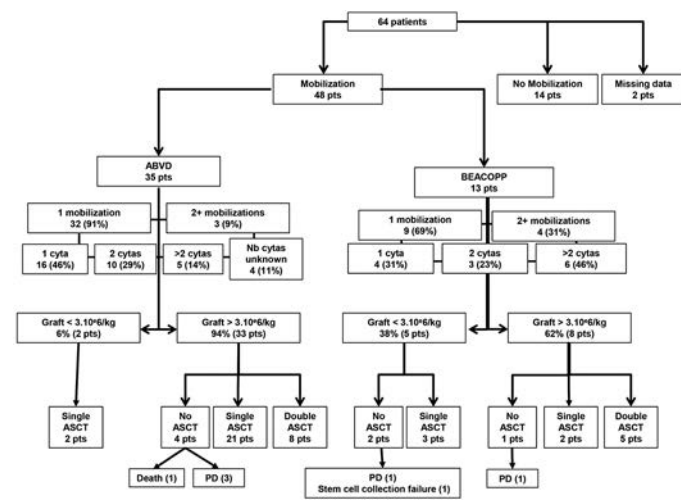 64 patients
Mobilization
48 pts
No Mobilization
14 pts
Missing data
2 pts
ABVD
35 pts
BEACOPP
13 pts
1 mobilization
32 (91%)
2+ mobilizations
3 (9%)
1 mobilization
9 (69%)
2+ mobilizations
4 (31%)
1 cyta
16 (46%)
2 cytas
10 (29%)
>2 cytas
5 (14%)
Nb cytas
unknown
4 (11%)
1 cyta
4 (31%)
2 cytas
3 (23%)
>2 cytas
6 (46%)
Graft < 3.10^6/kg
6% (2 pts)
Graft > 3.10^6/kg
94% (33 pts)
Graft < 3.10^6/kg
38% (5 pts)
Graft > 3.10^6/kg
62% (8 pts)
Single
ASCT
2 pts
No
ASCT
4 pts
Single
ASCT
21 pts
Double
ASCT
8 pts
No
ASCT
2 pts
Single
ASCT
3 pts
No
ASCT
1 pts
Single
ASCT
2 pts
Double
ASCT
5 pts
Death (1)
PD (3)
PD (1)
Stem cell collection failure (1)
PD (1)